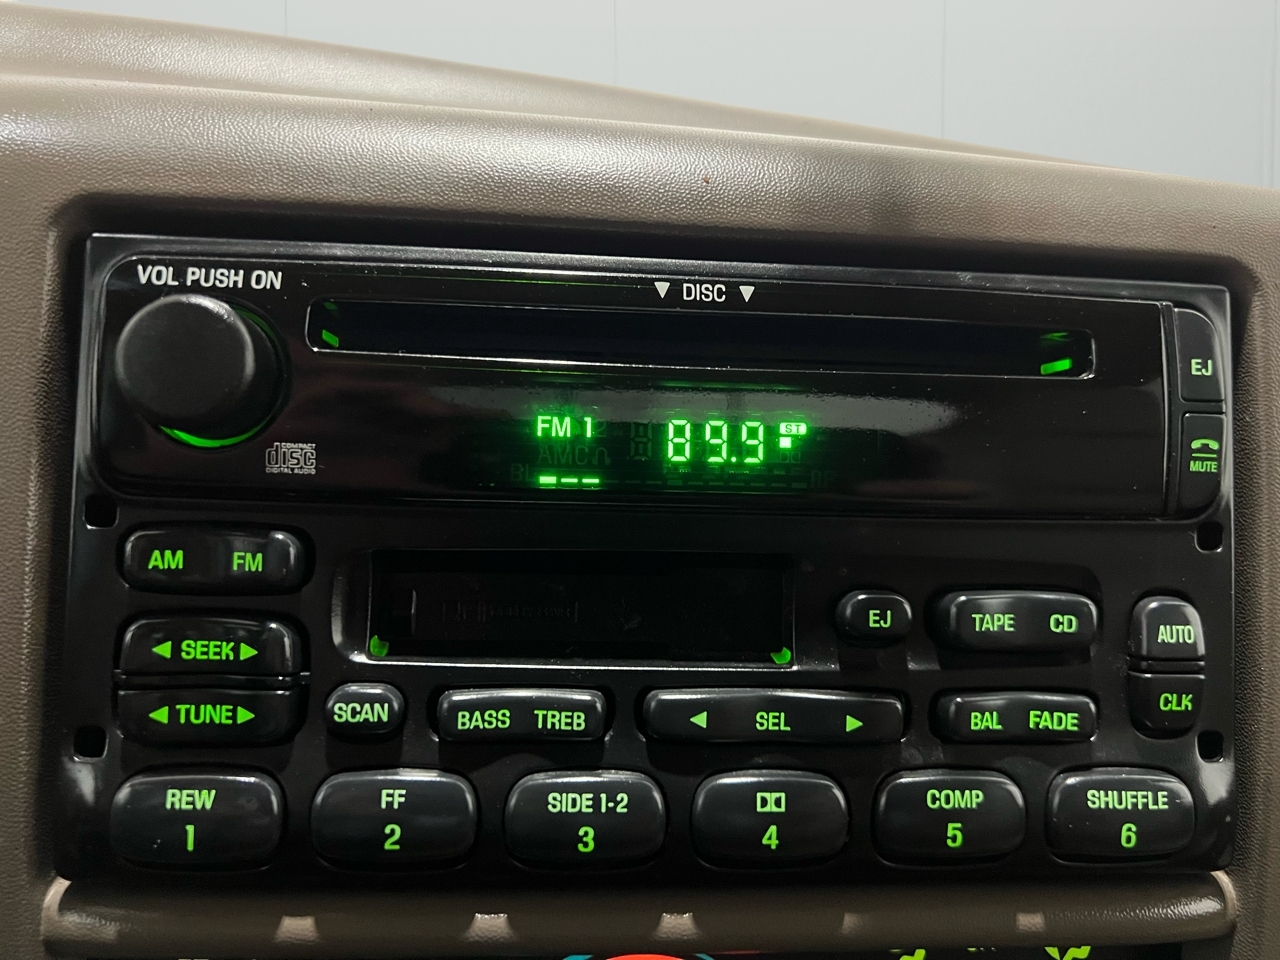 VOL PUSH ON
▼ DISC ▼
EJ
FM 1
89.9 ST
COMPACT
disc
DIGITAL AUDIO
MUTE
AM FM
EJ
TAPE CD
AUTO
◀ SEEK ▶
◀ TUNE ▶
SCAN
BASS TREB
◀ SEL ▶
BAL FADE
CLK
REW
1
FF
2
SIDE 1-2
3
4
COMP
5
SHUFFLE
6